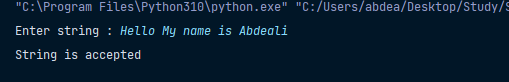 "C:\Program Files\Python310\python.exe" "C:/Users/abdea/Desktop/Study/S
Enter string : Hello My name is Abdeali
String is accepted